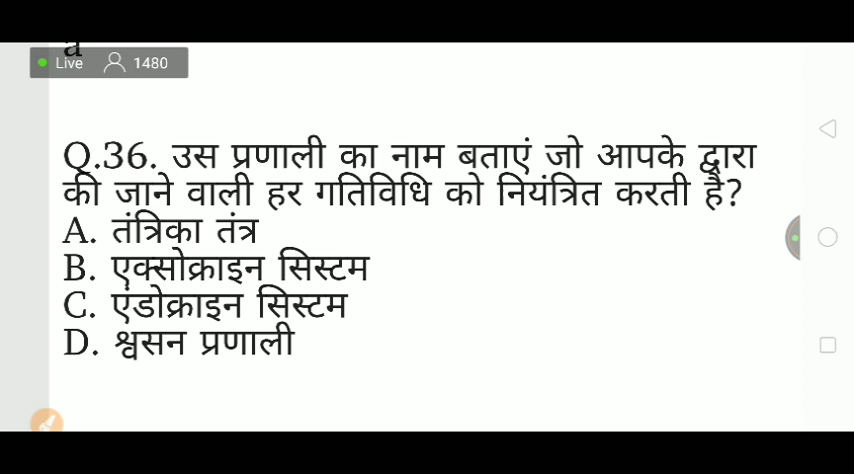 a
Live 1480
Q.36. उस प्रणाली का नाम बताएं जो आपके द्वारा
की जाने वाली हर गतिविधि को नियंत्रित करती है?
A. तंत्रिका तंत्र
B. एक्सोक्राइन सिस्टम
C. एंडोक्राइन सिस्टम
D. श्वसन प्रणाली